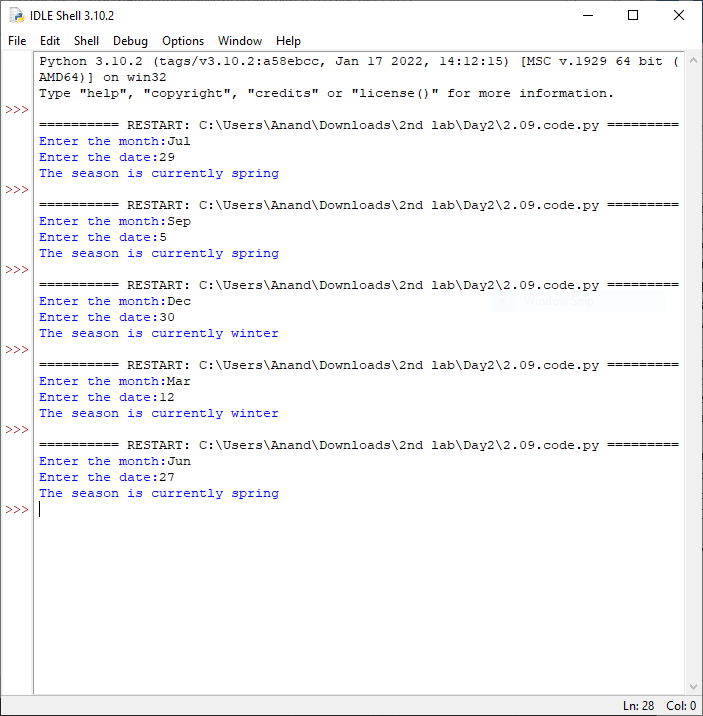 IDLE Shell 3.10.2
File Edit Shell Debug Options Window Help
Python 3.10.2 (tags/v3.10.2:a58ebcc, Jan 17 2022, 14:12:15) [MSC v.1929 64 bit (
AMD64)] on win32
Type "help", "copyright", "credits" or "license()" for more information.
>>>
========== RESTART: C:\Users\Anand\Downloads\2nd lab\Day2\2.09.code.py =========
Enter the month:Jul
Enter the date:29
The season is currently spring
>>>
========== RESTART: C:\Users\Anand\Downloads\2nd lab\Day2\2.09.code.py =========
Enter the month:Sep
Enter the date:5
The season is currently spring
>>>
========== RESTART: C:\Users\Anand\Downloads\2nd lab\Day2\2.09.code.py =========
Enter the month:Dec
Enter the date:30
The season is currently winter
>>>
========== RESTART: C:\Users\Anand\Downloads\2nd lab\Day2\2.09.code.py =========
Enter the month:Mar
Enter the date:12
The season is currently winter
>>>
========== RESTART: C:\Users\Anand\Downloads\2nd lab\Day2\2.09.code.py =========
Enter the month:Jun
Enter the date:27
The season is currently spring
>>>
Ln: 28 Col: 0